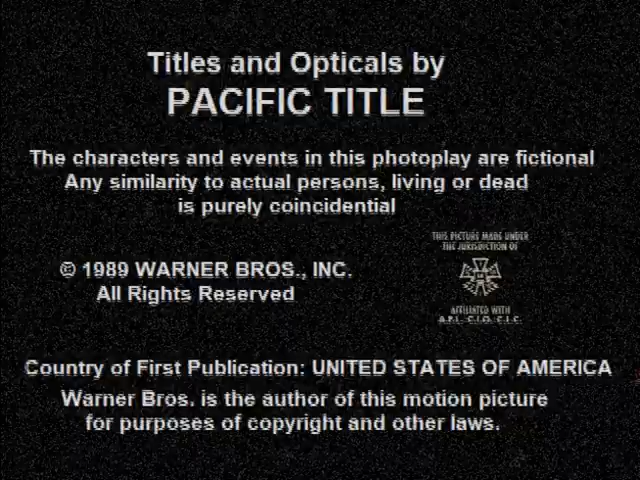 Titles and Opticals by
PACIFIC TITLE
The characters and events in this photoplay are fictional
Any similarity to actual persons, living or dead
is purely coincidential
THIS PICTURE MADE UNDER
THE JURISDICTION OF
© 1989 WARNER BROS., INC.
All Rights Reserved
AFFILIATED WITH
A.F.L.-C.I.O.-C.L.C.
Country of First Publication: UNITED STATES OF AMERICA
Warner Bros. is the author of this motion picture
for purposes of copyright and other laws.